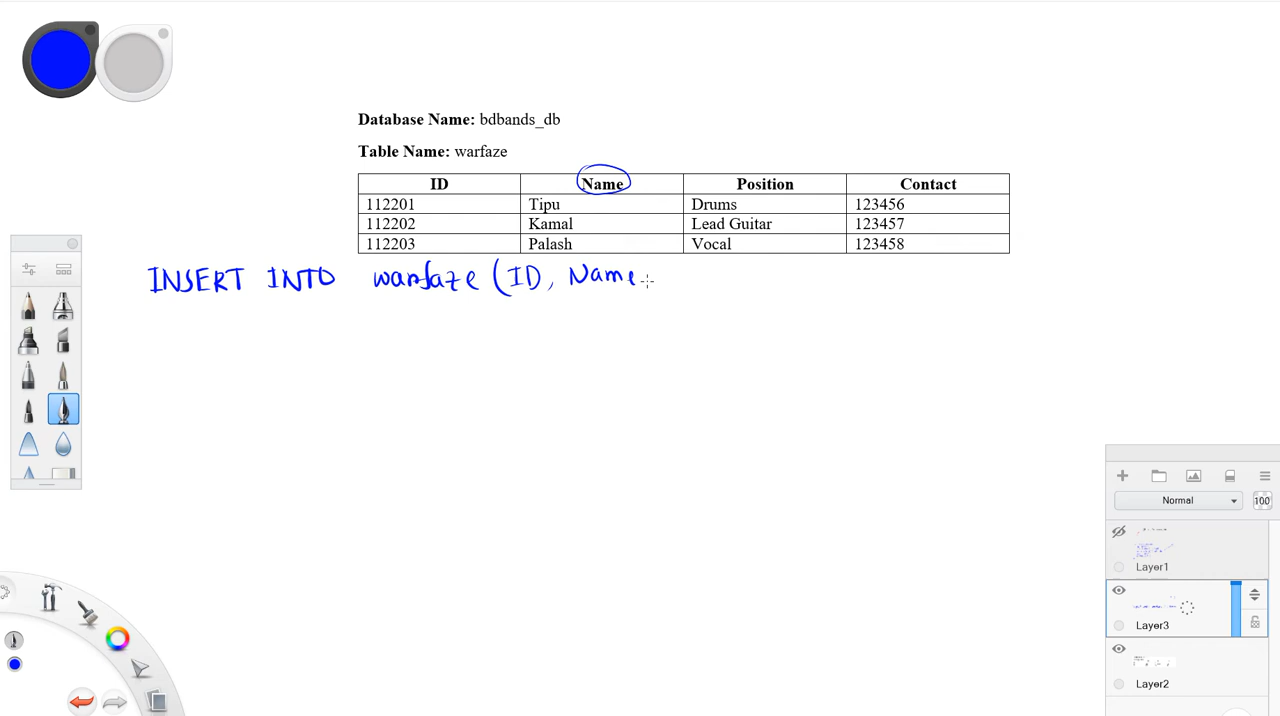 Database Name: bdbands_db
Table Name: warfaze
ID Name Position Contact
112201 Tipu Drums 123456
112202 Kamal Lead Guitar 123457
112203 Palash Vocal 123458
INSERT INTO warfaze (ID, Name
Normal 100
Layer1
Layer3
Layer2